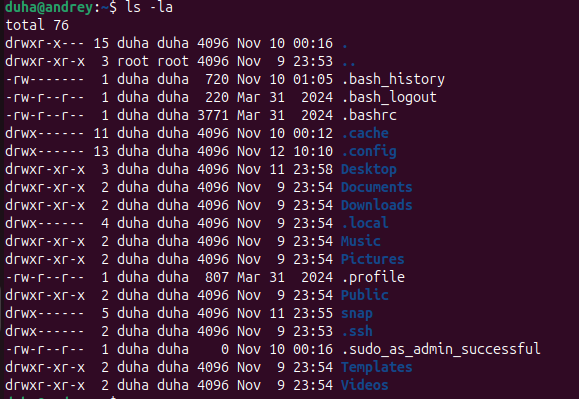 duha@andrey:~$ ls -la
total 76
drwxr-x--- 15 duha duha 4096 Nov 10 00:16 .
drwxr-xr-x  3 root root 4096 Nov  9 23:53 ..
-rw-------  1 duha duha  720 Nov 10 01:05 .bash_history
-rw-r--r--  1 duha duha  220 Mar 31  2024 .bash_logout
-rw-r--r--  1 duha duha 3771 Mar 31  2024 .bashrc
drwx------ 11 duha duha 4096 Nov 10 00:12 .cache
drwx------ 13 duha duha 4096 Nov 12 10:10 .config
drwxr-xr-x  3 duha duha 4096 Nov 11 23:58 Desktop
drwxr-xr-x  2 duha duha 4096 Nov  9 23:54 Documents
drwxr-xr-x  2 duha duha 4096 Nov  9 23:54 Downloads
drwx------  4 duha duha 4096 Nov  9 23:54 .local
drwxr-xr-x  2 duha duha 4096 Nov  9 23:54 Music
drwxr-xr-x  2 duha duha 4096 Nov  9 23:54 Pictures
-rw-r--r--  1 duha duha  807 Mar 31  2024 .profile
drwxr-xr-x  2 duha duha 4096 Nov  9 23:54 Public
drwx------  5 duha duha 4096 Nov 11 23:55 snap
drwx------  2 duha duha 4096 Nov  9 23:53 .ssh
-rw-r--r--  1 duha duha    0 Nov 10 00:16 .sudo_as_admin_successful
drwxr-xr-x  2 duha duha 4096 Nov  9 23:54 Templates
drwxr-xr-x  2 duha duha 4096 Nov  9 23:54 Videos